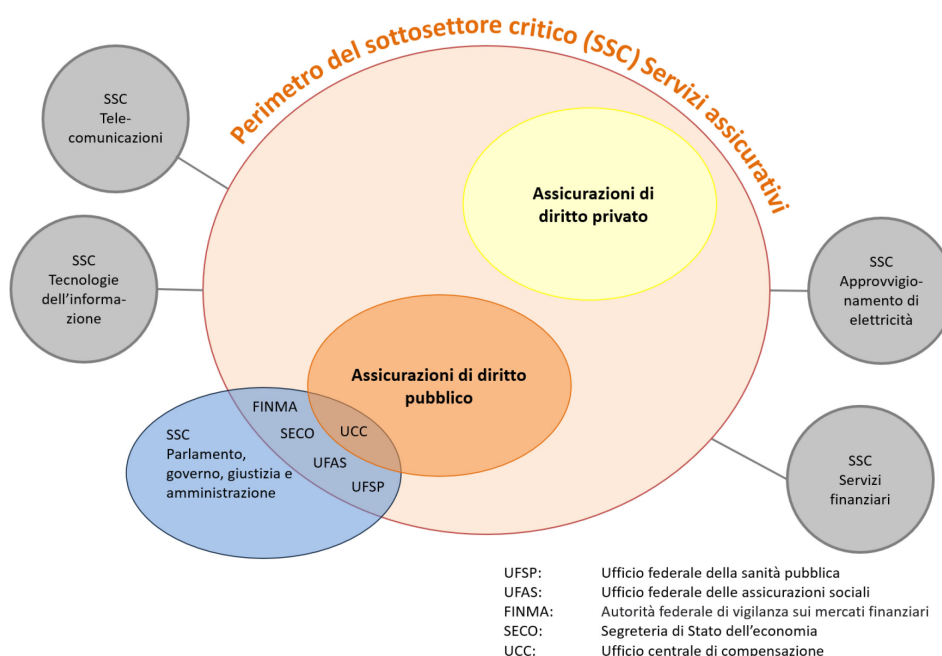 Perimetro del sottosettore critico (SSC) Servizi assicurativi
SSC
Tele-
comunicazioni
SSC
Tecnologie
dell'informa-
zione
Assicurazioni di
diritto privato
SSC
Approvvigio-
namento di
elettricità
Assicurazioni di diritto
pubblico
FINMA
SECO
UCC
UFAS
UFSP
SSC
Parlamento,
governo, giustizia e
amministrazione
SSC
Servizi
finanziari
UFSP: Ufficio federale della sanità pubblica
UFAS: Ufficio federale delle assicurazioni sociali
FINMA: Autorità federale di vigilanza sui mercati finanziari
SECO: Segreteria di Stato dell'economia
UCC: Ufficio centrale di compensazione